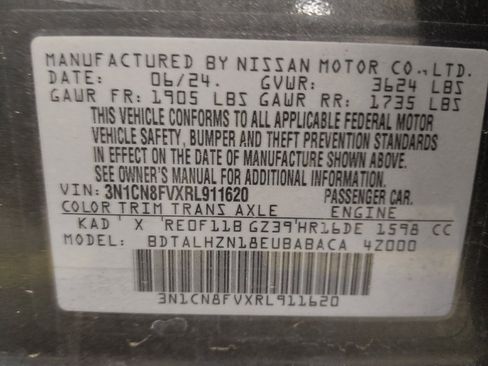 MANUFACTURED BY NISSAN MOTOR CO., LTD.
DATE: 06/24. GVWR: 3624 LBS
GAWR FR: 1905 LBS GAWR RR: 1735 LBS
THIS VEHICLE CONFORMS TO ALL APPLICABLE FEDERAL MOTOR
VEHICLE SAFETY, BUMPER AND THEFT PREVENTION STANDARDS
IN EFFECT ON THE DATE OF MANUFACTURE SHOWN ABOVE.
SEE OWNER'S MANUAL FOR ADDITIONAL INFORMATION.
VIN: 3N1CN8FVXRL911620 PASSENGER CAR.
COLOR TRIM TRANS AXLE ENGINE
KAD ' X 'RE0F11B GZ39'HR16DE 1598 CC
MODEL: BDTALHZN18EUBABACA 4Z000
3N1CN8FVXRL911620